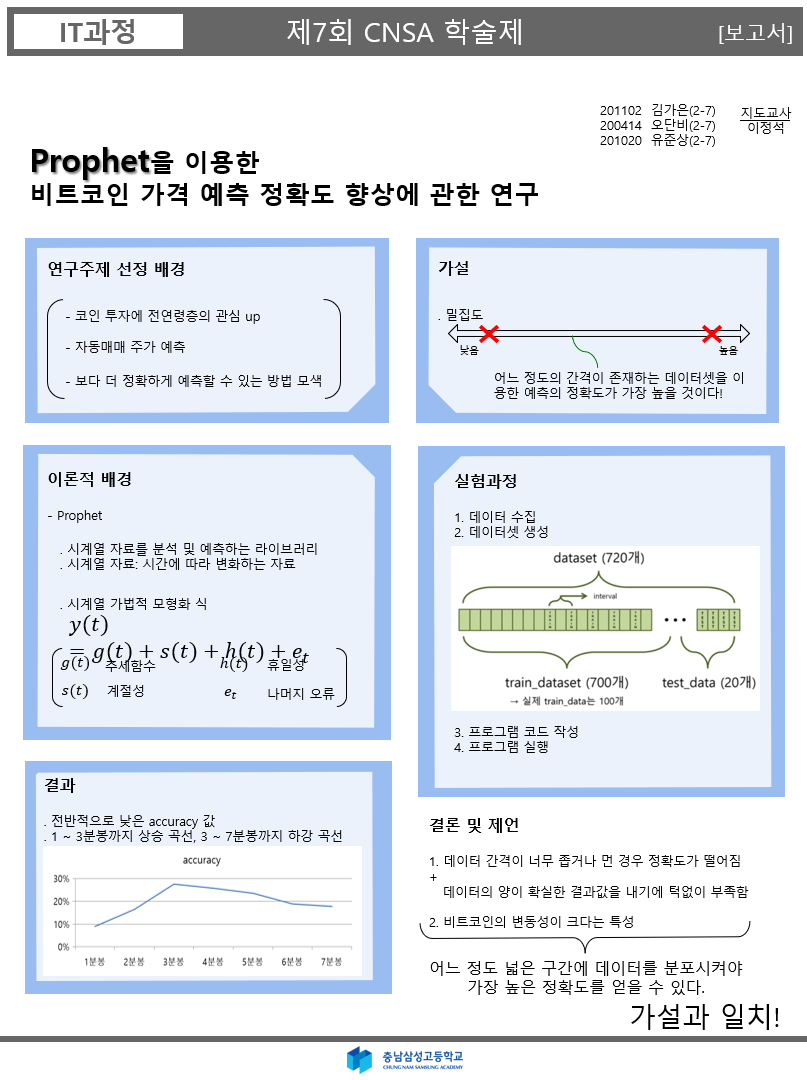 IT과정
제7회 CNSA 학술제
[보고서]
201102 김가은(2-7)
200414 오단비(2-7)
201020 유준상(2-7)
지도교사
이정석
Prophet을 이용한
비트코인 가격 예측 정확도 향상에 관한 연구
연구주제 선정 배경
- 코인 투자에 전연령층의 관심 up
- 자동매매 주가 예측
- 보다 더 정확하게 예측할 수 있는 방법 모색
가설
. 밀집도
낮음
높음
어느 정도의 간격이 존재하는 데이터셋을 이
용한 예측의 정확도가 가장 높을 것이다!
이론적 배경
- Prophet
. 시계열 자료를 분석 및 예측하는 라이브러리
. 시계열 자료: 시간에 따라 변화하는 자료
. 시계열 가법적 모형화 식
y(t)
= g(t) + s(t) + h(t) + e_t
g(t) 추세함수 h(t) 휴일성
s(t) 계절성 e_t 나머지 오류
실험과정
1. 데이터 수집
2. 데이터셋 생성
dataset (720개)
interval
train_dataset (700개)
test_data (20개)
→ 실제 train_data는 100개
3. 프로그램 코드 작성
4. 프로그램 실행
결과
. 전반적으로 낮은 accuracy 값
. 1 ~ 3분봉까지 상승 곡선, 3 ~ 7분봉까지 하강 곡선
accuracy
30%
20%
10%
0%
1분봉 2분봉 3분봉 4분봉 5분봉 6분봉 7분봉
결론 및 제언
1. 데이터 간격이 너무 좁거나 먼 경우 정확도가 떨어짐
+
데이터의 양이 확실한 결과값을 내기에 턱없이 부족함
2. 비트코인의 변동성이 크다는 특성
어느 정도 넓은 구간에 데이터를 분포시켜야
가장 높은 정확도를 얻을 수 있다.
가설과 일치!
충남삼성고등학교
CHUNG NAM SAMSUNG ACADEMY